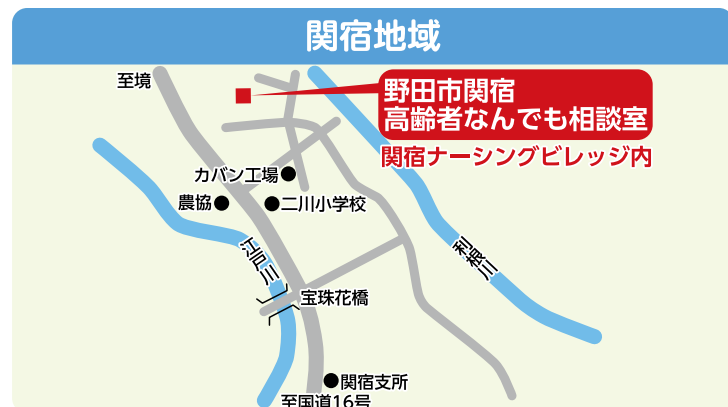 関宿地域
至境
野田市関宿
高齢者なんでも相談室
関宿ナーシングビレッジ内
カバン工場
農協
二川小学校
江戸川
利根川
宝珠花橋
関宿支所
至国道16号